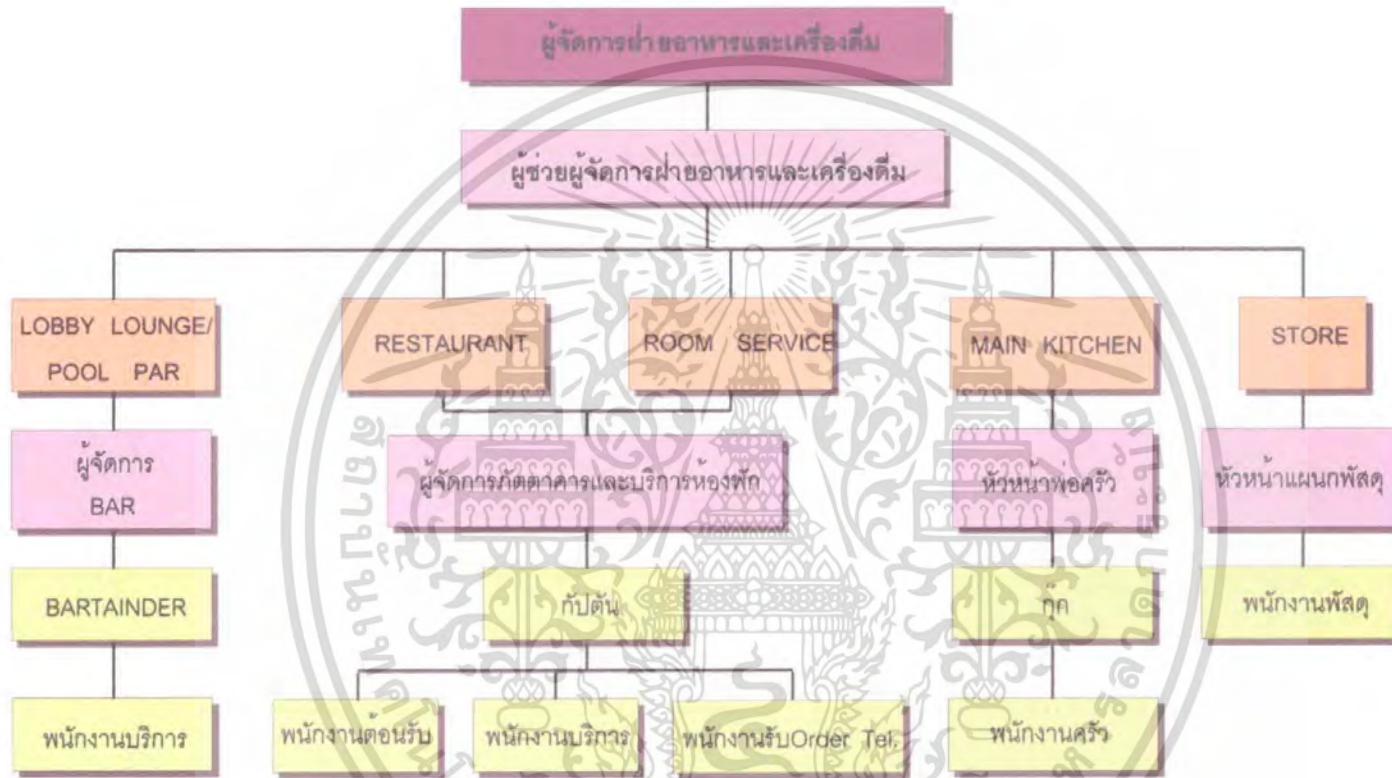 ผู้จัดการฝ่ายอาหารและเครื่องดื่ม
ผู้ช่วยผู้จัดการฝ่ายอาหารและเครื่องดื่ม
LOBBY LOUNGE/
POOL PAR
RESTAURANT
ROOM SERVICE
MAIN KITCHEN
STORE
ผู้จัดการ
BAR
ผู้จัดการภัตตาคารและบริการห้องพัก
หัวหน้าพ่อครัว
หัวหน้าแผนกพัสดุ
BARTAINDER
กัปตัน
กุ๊ก
พนักงานพัสดุ
พนักงานบริการ
พนักงานต้อนรับ
พนักงานบริการ
พนักงานรับOrder Tel.
พนักงานครัว